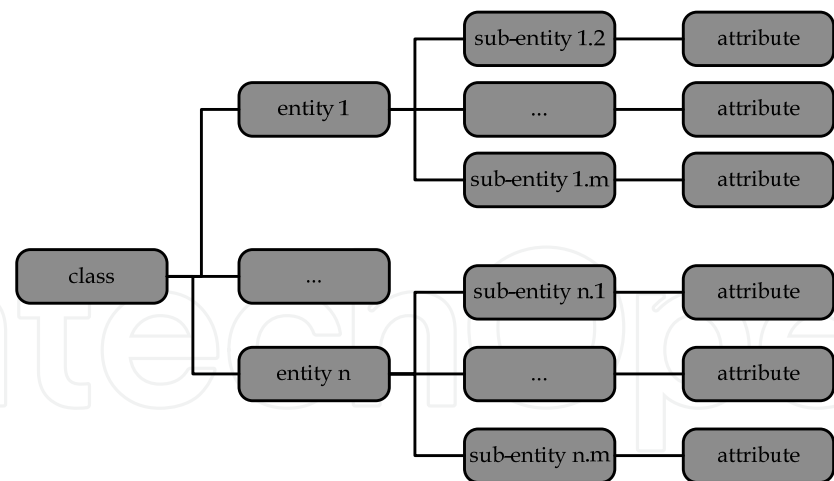 sub-entity 1.2
attribute
entity 1
...
attribute
sub-entity 1.m
attribute
class
...
sub-entity n.1
attribute
entity n
...
attribute
sub-entity n.m
attribute